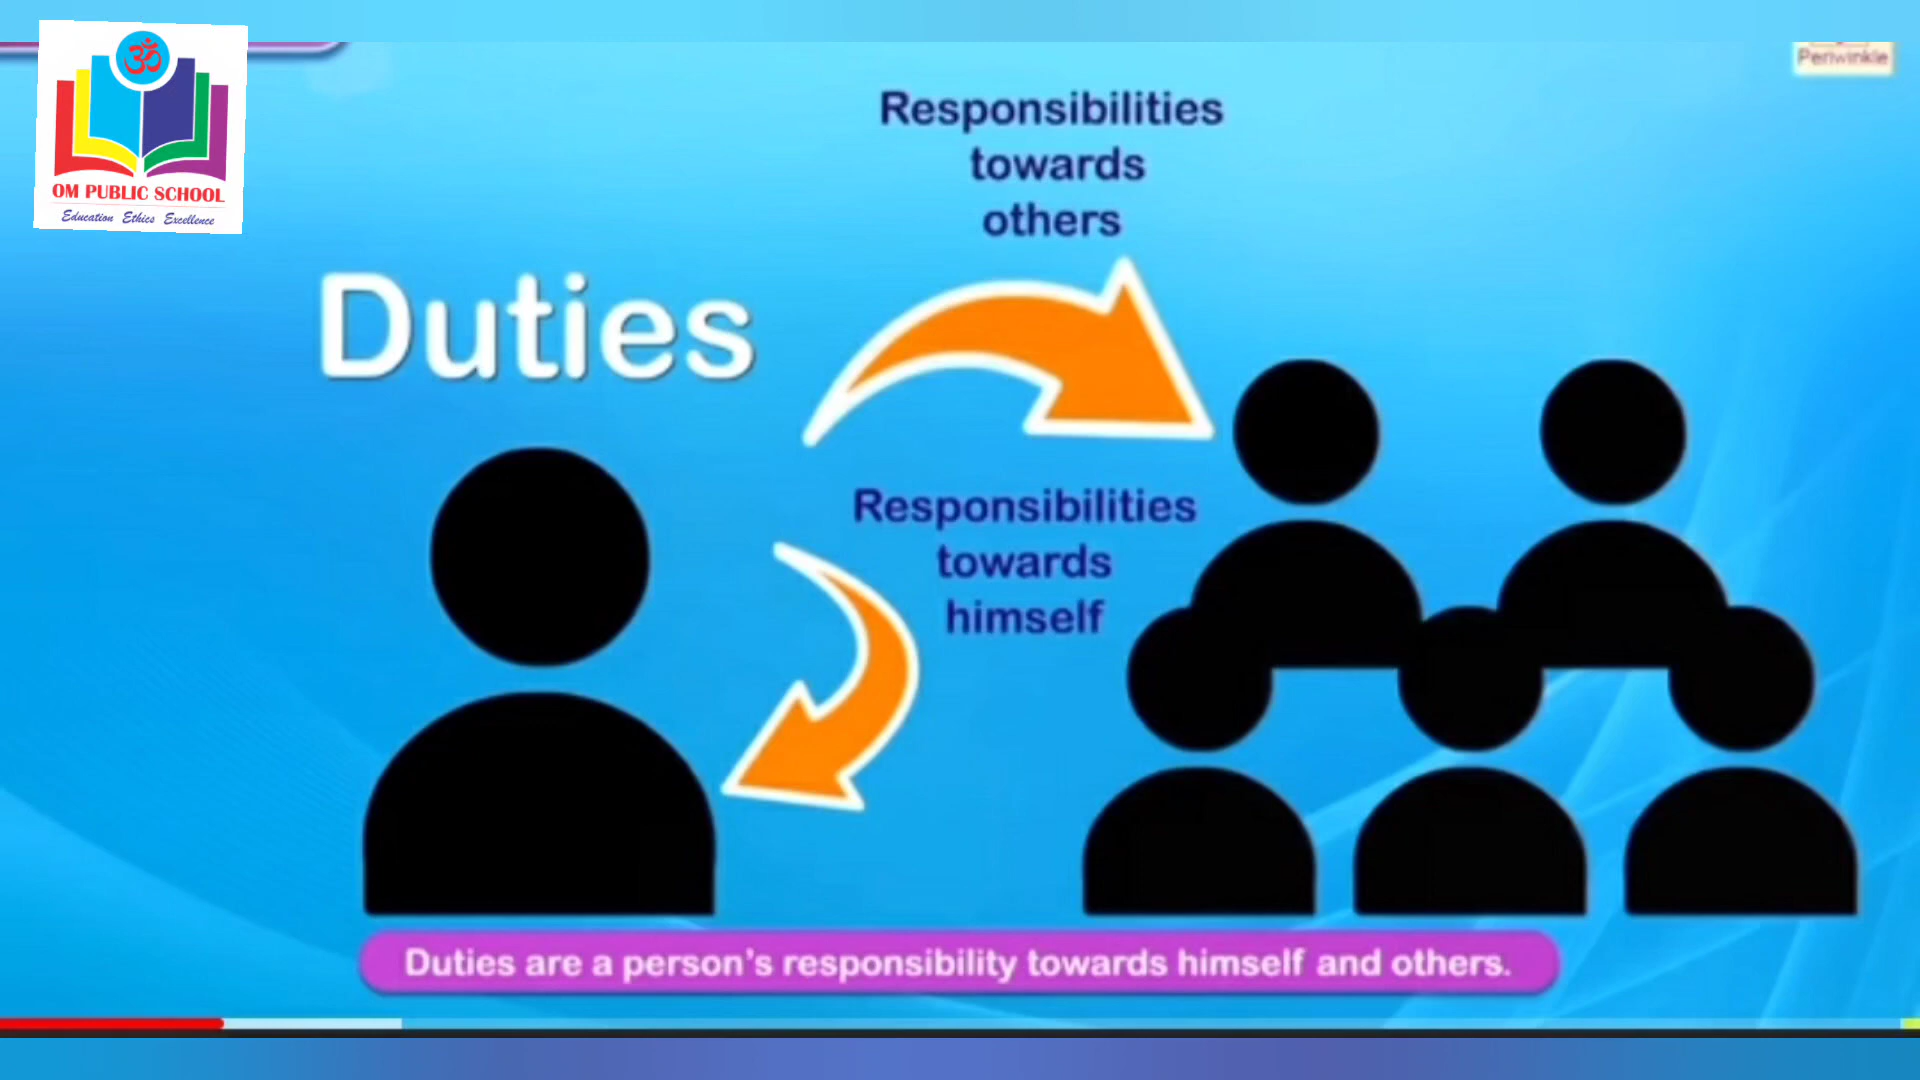 ॐ
OM PUBLIC SCHOOL
Education Ethics Excellence
Periwinkle
Responsibilities
towards
others
Duties
Responsibilities
towards
himself
Duties are a person's responsibility towards himself and others.